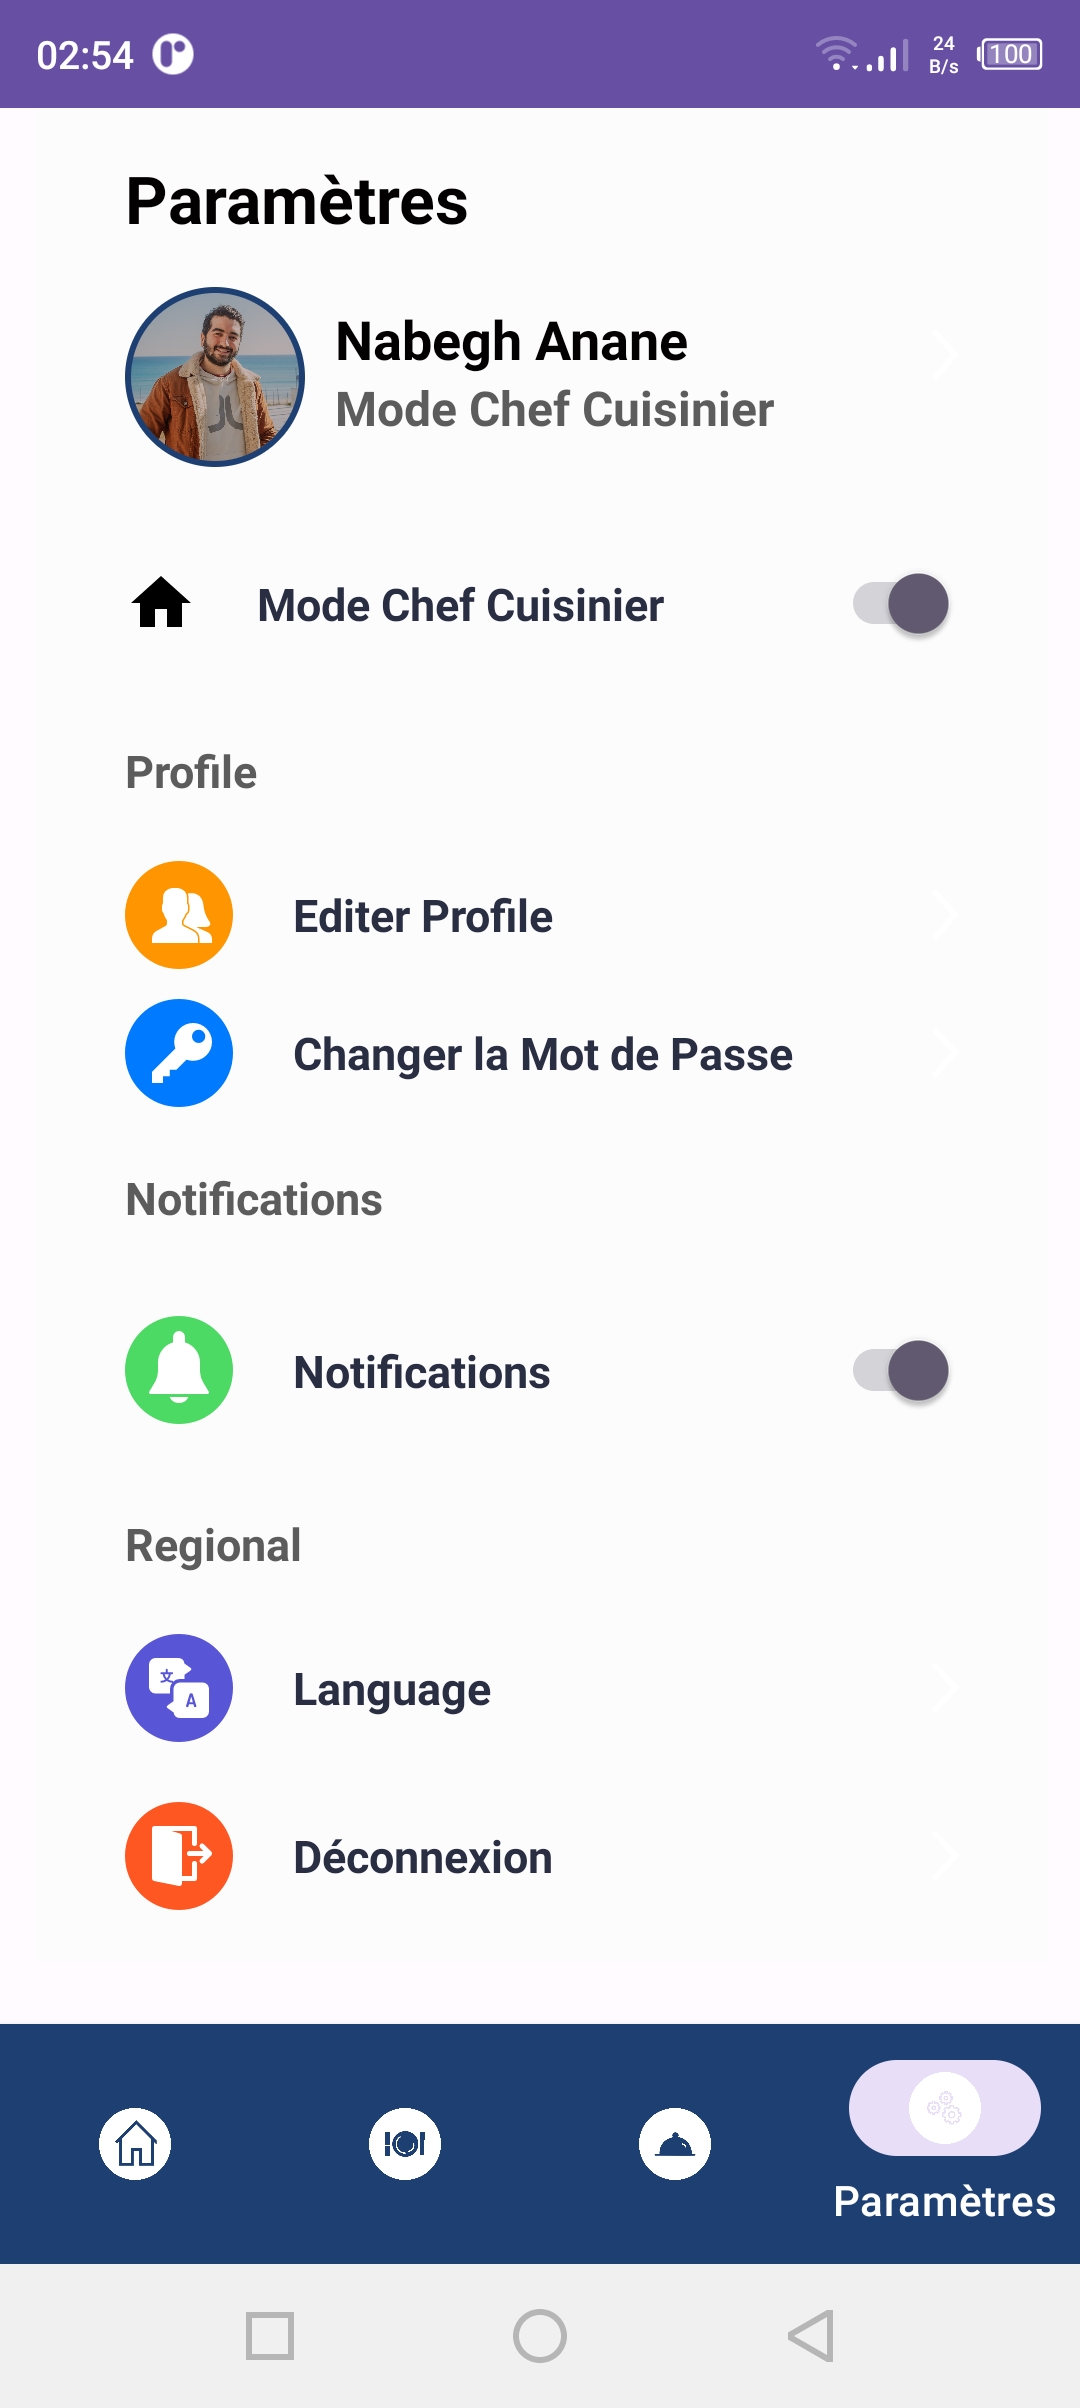 02:54
24
B/s
100
Paramètres
Nabegh Anane
Mode Chef Cuisinier
Mode Chef Cuisinier
Profile
Editer Profile
Changer la Mot de Passe
Notifications
Notifications
Regional
文
A
Language
Déconnexion
Paramètres